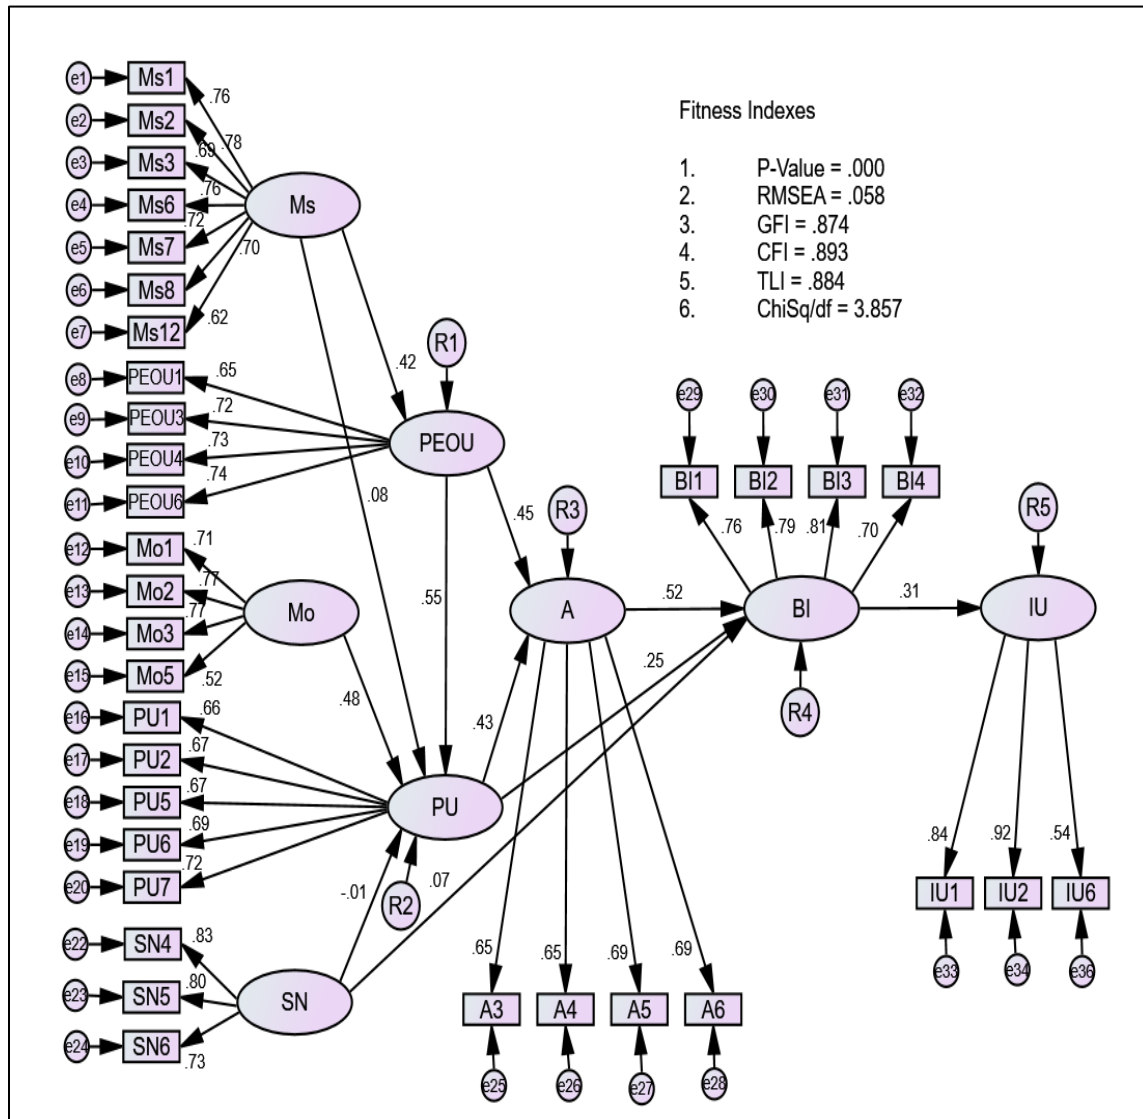 Fitness Indexes
1. P-Value = .000
2. RMSEA = .058
3. GFI = .874
4. CFI = .893
5. TLI = .884
6. ChiSq/df = 3.857
e1 Ms1 .76
e2 Ms2 .78
e3 Ms3 .69
e4 Ms6 .76
e5 Ms7 .72
e6 Ms8 .70
e7 Ms12 .62
Ms
.42
.08
R1
e8 PEOU1 .65
e9 PEOU3 .72
e10 PEOU4 .73
e11 PEOU6 .74
PEOU
.45
.55
e12 Mo1 .71
e13 Mo2 .77
e14 Mo3 .77
e15 Mo5 .52
Mo
.48
e16 PU1 .66
e17 PU2 .67
e18 PU5 .67
e19 PU6 .69
e20 PU7 .72
PU
.43
.25
R2
e22 SN4 .83
e23 SN5 .80
e24 SN6 .73
SN
-.01
.07
R3
A
.52
.65 .65 .69 .69
A3 A4 A5 A6
e25 e26 e27 e28
e29 e30 e31 e32
BI1 BI2 BI3 BI4
.76 .79 .81 .70
BI
.31
R4
R5
IU
.84 .92 .54
IU1 IU2 IU6
e33 e34 e36